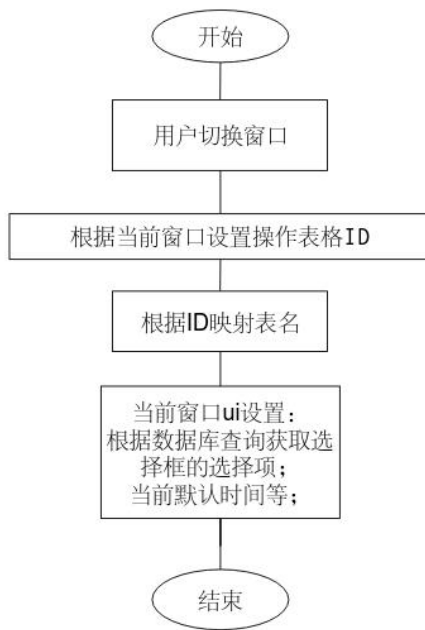 开始
用户切换窗口
根据当前窗口设置操作表格ID
根据ID映射表名
当前窗口ui设：
根据数据库查询获取选
择框的选择项；
当前默认时间等；
结束